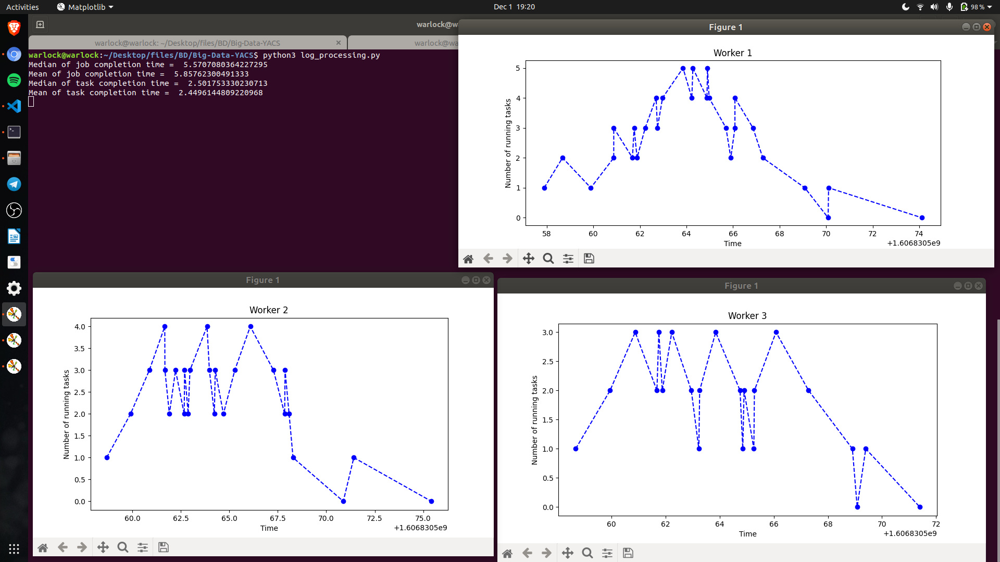 Activities
Matplotlib
Dec 1 19:20
98 %
warlock@w
warlock@warlock: ~/Desktop/files/BD/Big-Data-YACS
warlock@wa
warlock@warlock:~/Desktop/files/BD/Big-Data-YACS$ python3 log_processing.py
Median of job completion time =  5.5707080364227295
Mean of job completion time =  5.85762300491333
Median of task completion time =  2.501753330230713
Mean of task completion time =  2.4496144809220968
Figure 1
Worker 1
5
4
3
2
1
0
Number of running tasks
58 60 62 64 66 68 70 72 74
Time
+1.6068305e9
Figure 1
Worker 2
4.0
3.5
3.0
2.5
2.0
1.5
1.0
0.5
0.0
Number of running tasks
60.0 62.5 65.0 67.5 70.0 72.5 75.0
Time
+1.6068305e9
Figure 1
Worker 3
3.0
2.5
2.0
1.5
1.0
0.5
0.0
Number of running tasks
60 62 64 66 68 70 72
Time
+1.6068305e9